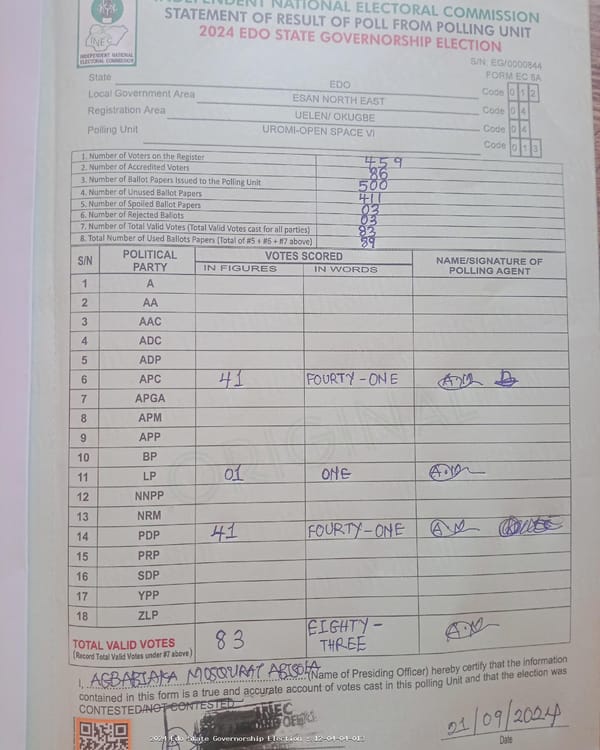 INDEPENDENT NATIONAL ELECTORAL COMMISSION
STATEMENT OF RESULT OF POLL FROM POLLING UNIT
2024 EDO STATE GOVERNORSHIP ELECTION
INEC
INDEPENDENT NATIONAL
ELECTORAL COMMISSION
S/N: EG/0000844
FORM EC 8A
State EDO Code 0 1 2
Local Government Area ESAN NORTH EAST Code 0 4
Registration Area UELEN/ OKUGBE Code 0 4
Polling Unit UROMI-OPEN SPACE VI Code 0 1 3
1. Number of Voters on the Register 459
2. Number of Accredited Voters 86
3. Number of Ballot Papers Issued to the Polling Unit 500
4. Number of Unused Ballot Papers 411
5. Number of Spoiled Ballot Papers 03
6. Number of Rejected Ballots 03
7. Number of Total Valid Votes (Total Valid Votes cast for all parties) 83
8. Total Number of Used Ballots Papers (Total of #5 + #6 + #7 above) 89
S/N POLITICAL PARTY VOTES SCORED NAME/SIGNATURE OF POLLING AGENT
IN FIGURES IN WORDS
1 A
2 AA
3 AAC
4 ADC
5 ADP
6 APC 41 FOURTY-ONE
7 APGA
8 APM
9 APP
10 BP
11 LP 01 ONE
12 NNPP
13 NRM
14 PDP 41 FOURTY-ONE
15 PRP
16 SDP
17 YPP
18 ZLP
TOTAL VALID VOTES 83 EIGHTY-THREE
(Record Total Valid Votes under #7 above)
ORIGINAL
I, AGBABIAKA MOSOURAT ABISOLA (Name of Presiding Officer) hereby certify that the information
contained in this form is a true and accurate account of votes cast in this polling Unit and that the election was
CONTESTED/NOT CONTESTED
INEC
21/09/2024
Date
2024 Edo State Governorship Election : 12-04-04-013